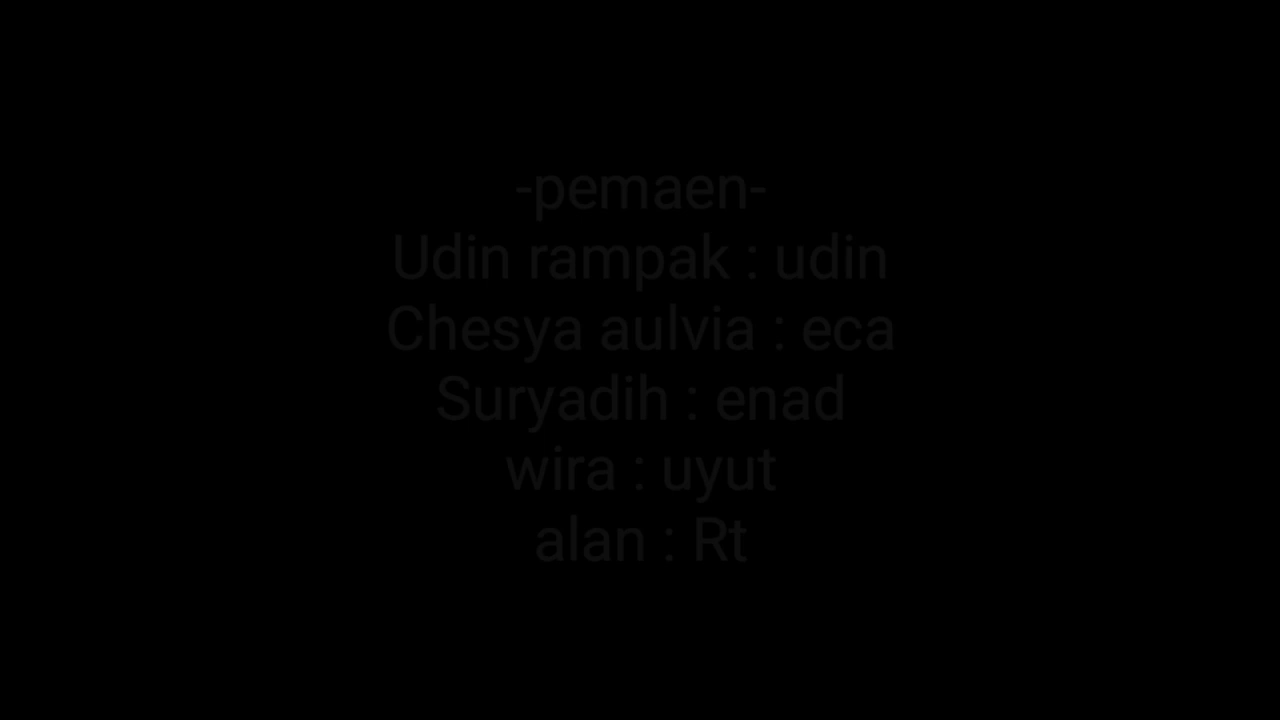 -pemaen-
Udin rampak : udin
Chesya aulvia : eca
Suryadih : enad
wira : uyut
alan : Rt